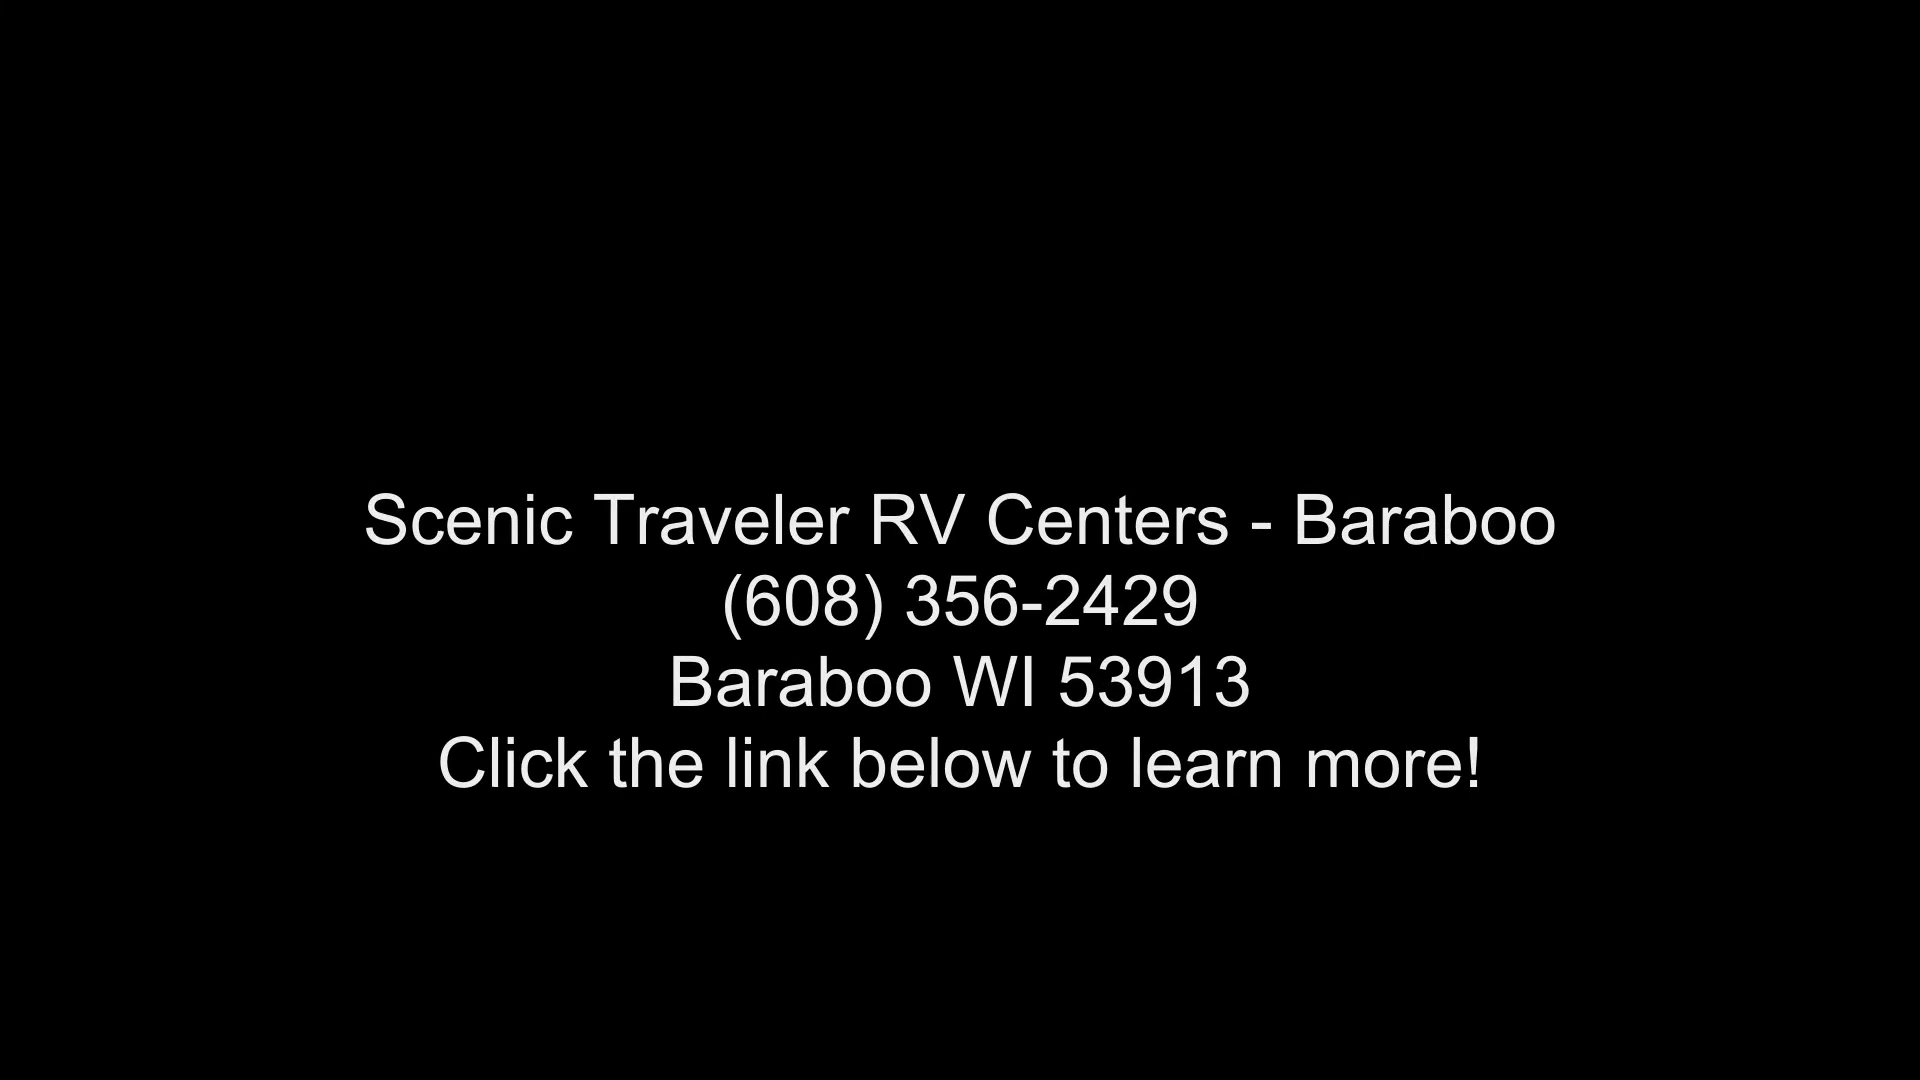 Scenic Traveler RV Centers - Baraboo
(608) 356-2429
Baraboo WI 53913
Click the link below to learn more!